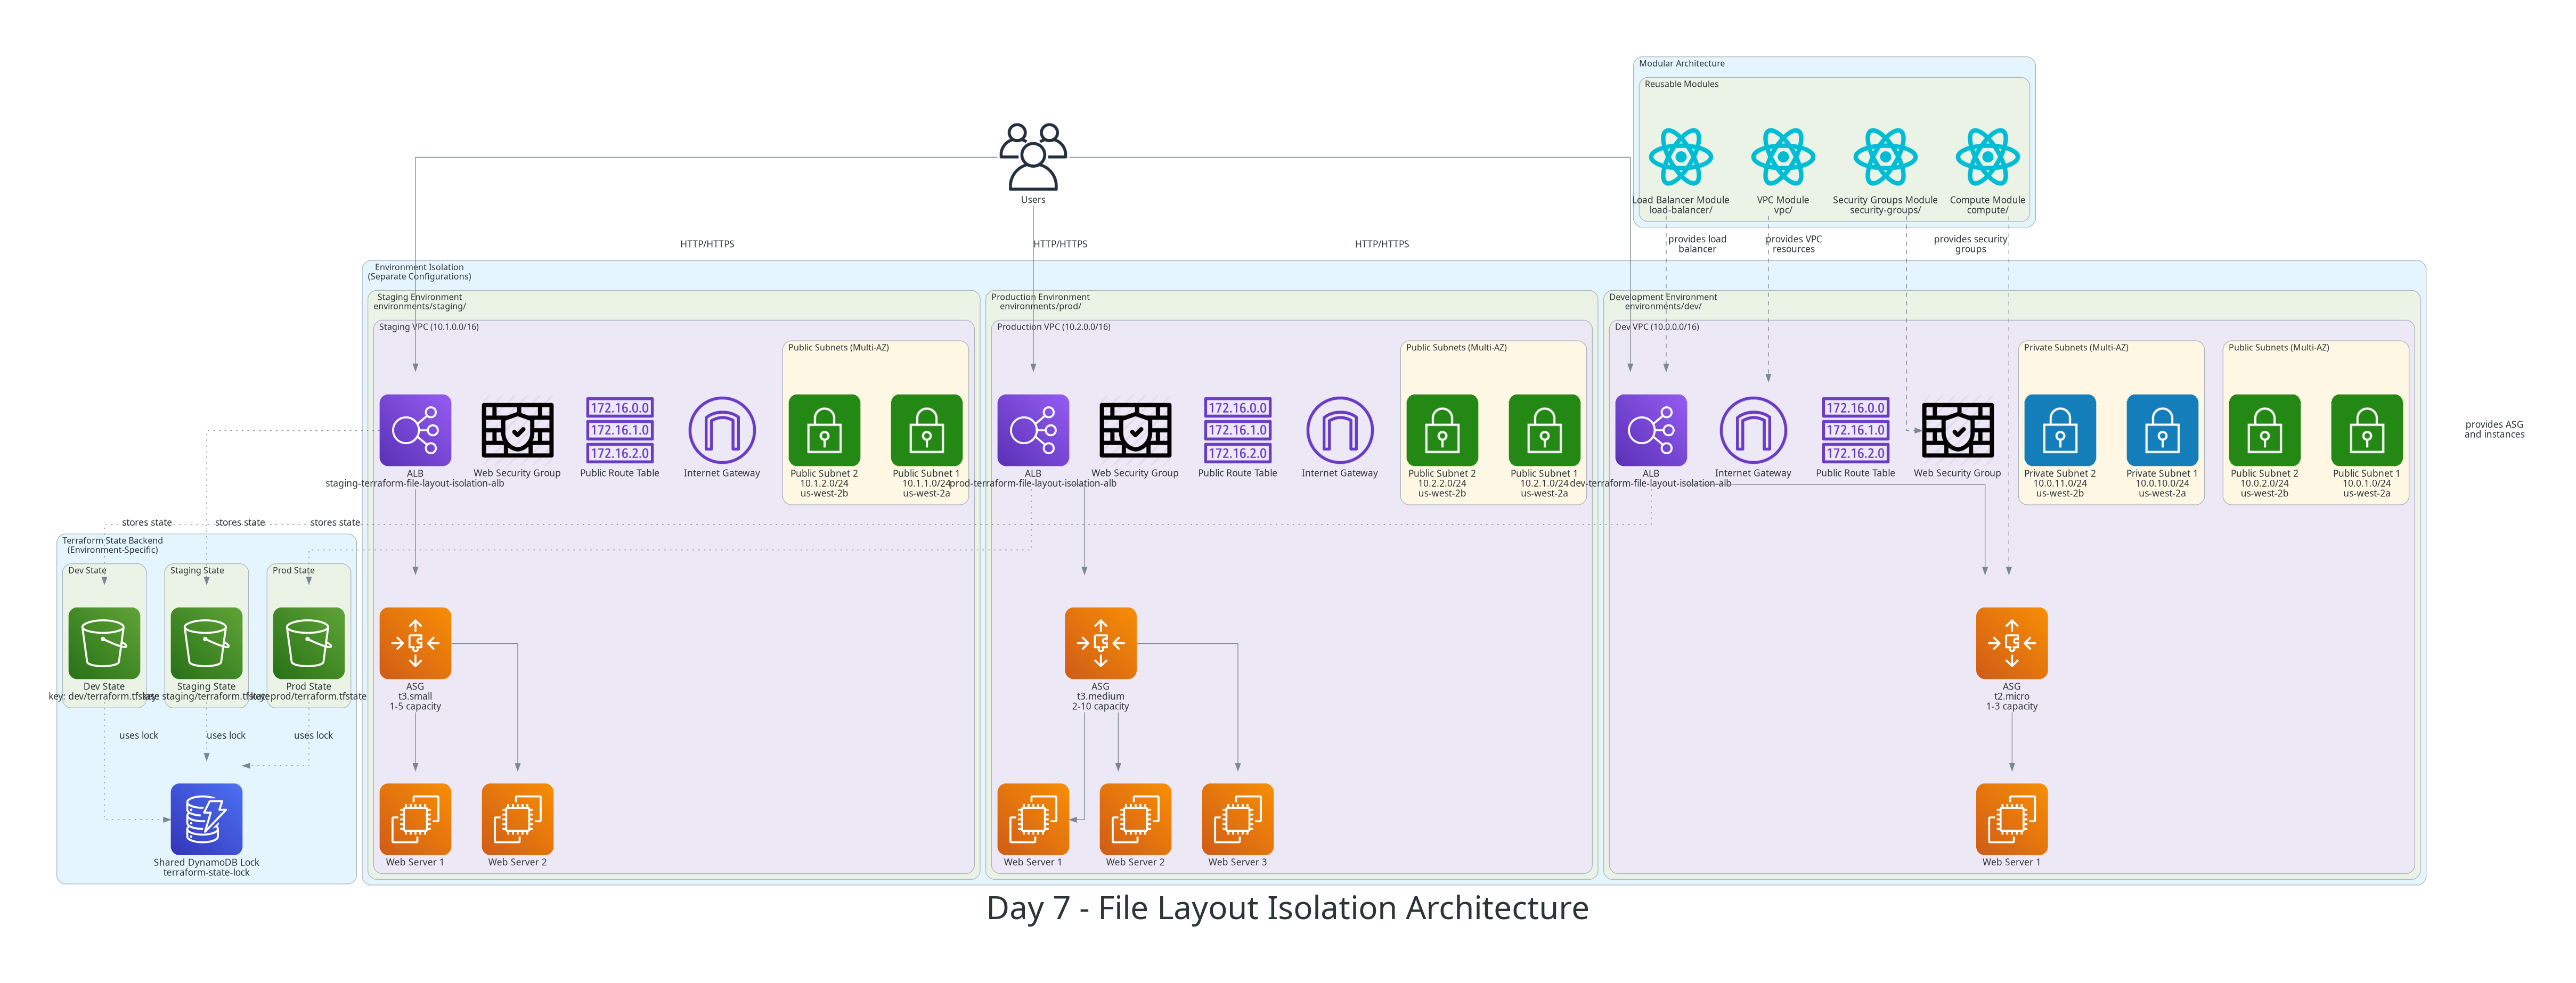 Modular Architecture
Reusable Modules
Users
Load Balancer Module
load-balancer/
VPC Module
vpc/
Security Groups Module
security-groups/
Compute Module
compute/
HTTP/HTTPS
HTTP/HTTPS
HTTP/HTTPS
provides load
balancer
provides VPC
resources
provides security
groups
Environment Isolation
(Separate Configurations)
Staging Environment
environments/staging/
Staging VPC (10.1.0.0/16)
Public Subnets (Multi-AZ)
172.16.0.0
172.16.1.0
172.16.2.0
ALB
staging-terraform-file-layout-isolation-alb
Web Security Group
Public Route Table
Internet Gateway
Public Subnet 2
10.1.2.0/24
us-west-2b
Public Subnet 1
10.1.1.0/24
us-west-2a
ASG
t3.small
1-5 capacity
Web Server 1
Web Server 2
Production Environment
environments/prod/
Production VPC (10.2.0.0/16)
Public Subnets (Multi-AZ)
172.16.0.0
172.16.1.0
172.16.2.0
ALB
prod-terraform-file-layout-isolation-alb
Web Security Group
Public Route Table
Internet Gateway
Public Subnet 2
10.2.2.0/24
us-west-2b
Public Subnet 1
10.2.1.0/24
us-west-2a
ASG
t3.medium
2-10 capacity
Web Server 1
Web Server 2
Web Server 3
Development Environment
environments/dev/
Dev VPC (10.0.0.0/16)
Private Subnets (Multi-AZ)
Public Subnets (Multi-AZ)
172.16.0.0
172.16.1.0
172.16.2.0
ALB
dev-terraform-file-layout-isolation-alb
Internet Gateway
Public Route Table
Web Security Group
Private Subnet 2
10.0.11.0/24
us-west-2b
Private Subnet 1
10.0.10.0/24
us-west-2a
Public Subnet 2
10.0.2.0/24
us-west-2b
Public Subnet 1
10.0.1.0/24
us-west-2a
ASG
t2.micro
1-3 capacity
Web Server 1
provides ASG
and instances
stores state
stores state
stores state
Terraform State Backend
(Environment-Specific)
Dev State
Staging State
Prod State
Dev State
key: dev/terraform.tfstate
Staging State
key: staging/terraform.tfstate
Prod State
key: prod/terraform.tfstate
uses lock
uses lock
uses lock
Shared DynamoDB Lock
terraform-state-lock
Day 7 - File Layout Isolation Architecture